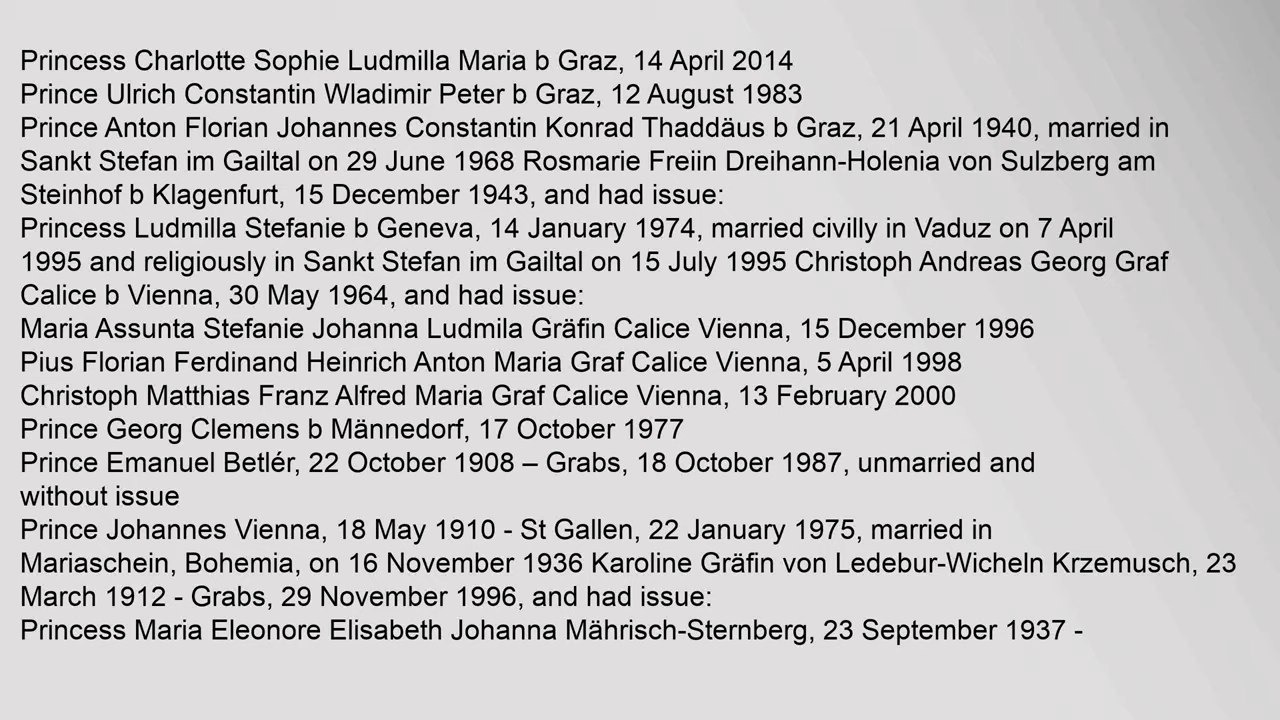 Princess Charlotte Sophie Ludmilla Maria b Graz, 14 April 2014
Prince Ulrich Constantin Wladimir Peter b Graz, 12 August 1983
Prince Anton Florian Johannes Constantin Konrad Thaddäus b Graz, 21 April 1940, married in
Sankt Stefan im Gailtal on 29 June 1968 Rosmarie Freiin Dreihann-Holenia von Sulzberg am
Steinhof b Klagenfurt, 15 December 1943, and had issue:
Princess Ludmilla Stefanie b Geneva, 14 January 1974, married civilly in Vaduz on 7 April
1995 and religiously in Sankt Stefan im Gailtal on 15 July 1995 Christoph Andreas Georg Graf
Calice b Vienna, 30 May 1964, and had issue:
Maria Assunta Stefanie Johanna Ludmila Gräfin Calice Vienna, 15 December 1996
Pius Florian Ferdinand Heinrich Anton Maria Graf Calice Vienna, 5 April 1998
Christoph Matthias Franz Alfred Maria Graf Calice Vienna, 13 February 2000
Prince Georg Clemens b Männedorf, 17 October 1977
Prince Emanuel Betlér, 22 October 1908 – Grabs, 18 October 1987, unmarried and
without issue
Prince Johannes Vienna, 18 May 1910 - St Gallen, 22 January 1975, married in
Mariaschein, Bohemia, on 16 November 1936 Karoline Gräfin von Ledebur-Wicheln Krzemusch, 23
March 1912 - Grabs, 29 November 1996, and had issue:
Princess Maria Eleonore Elisabeth Johanna Mährisch-Sternberg, 23 September 1937 -